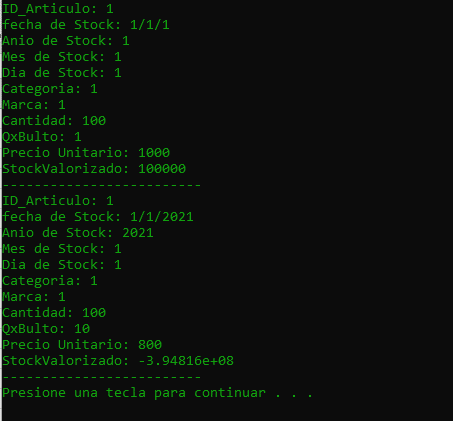 ID_Articulo: 1
fecha de Stock: 1/1/1
Anio de Stock: 1
Mes de Stock: 1
Dia de Stock: 1
Categoria: 1
Marca: 1
Cantidad: 100
QxBulto: 1
Precio Unitario: 1000
StockValorizado: 100000
-------------------------
ID_Articulo: 1
fecha de Stock: 1/1/2021
Anio de Stock: 2021
Mes de Stock: 1
Dia de Stock: 1
Categoria: 1
Marca: 1
Cantidad: 100
QxBulto: 10
Precio Unitario: 800
StockValorizado: -3.94816e+08
-------------------------
Presione una tecla para continuar . . .